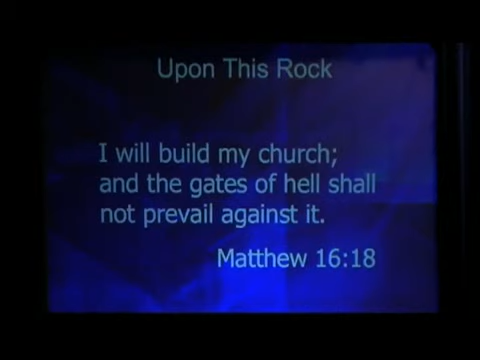 Upon This Rock
I will build my church;
and the gates of hell shall
not prevail against it.
Matthew 16:18